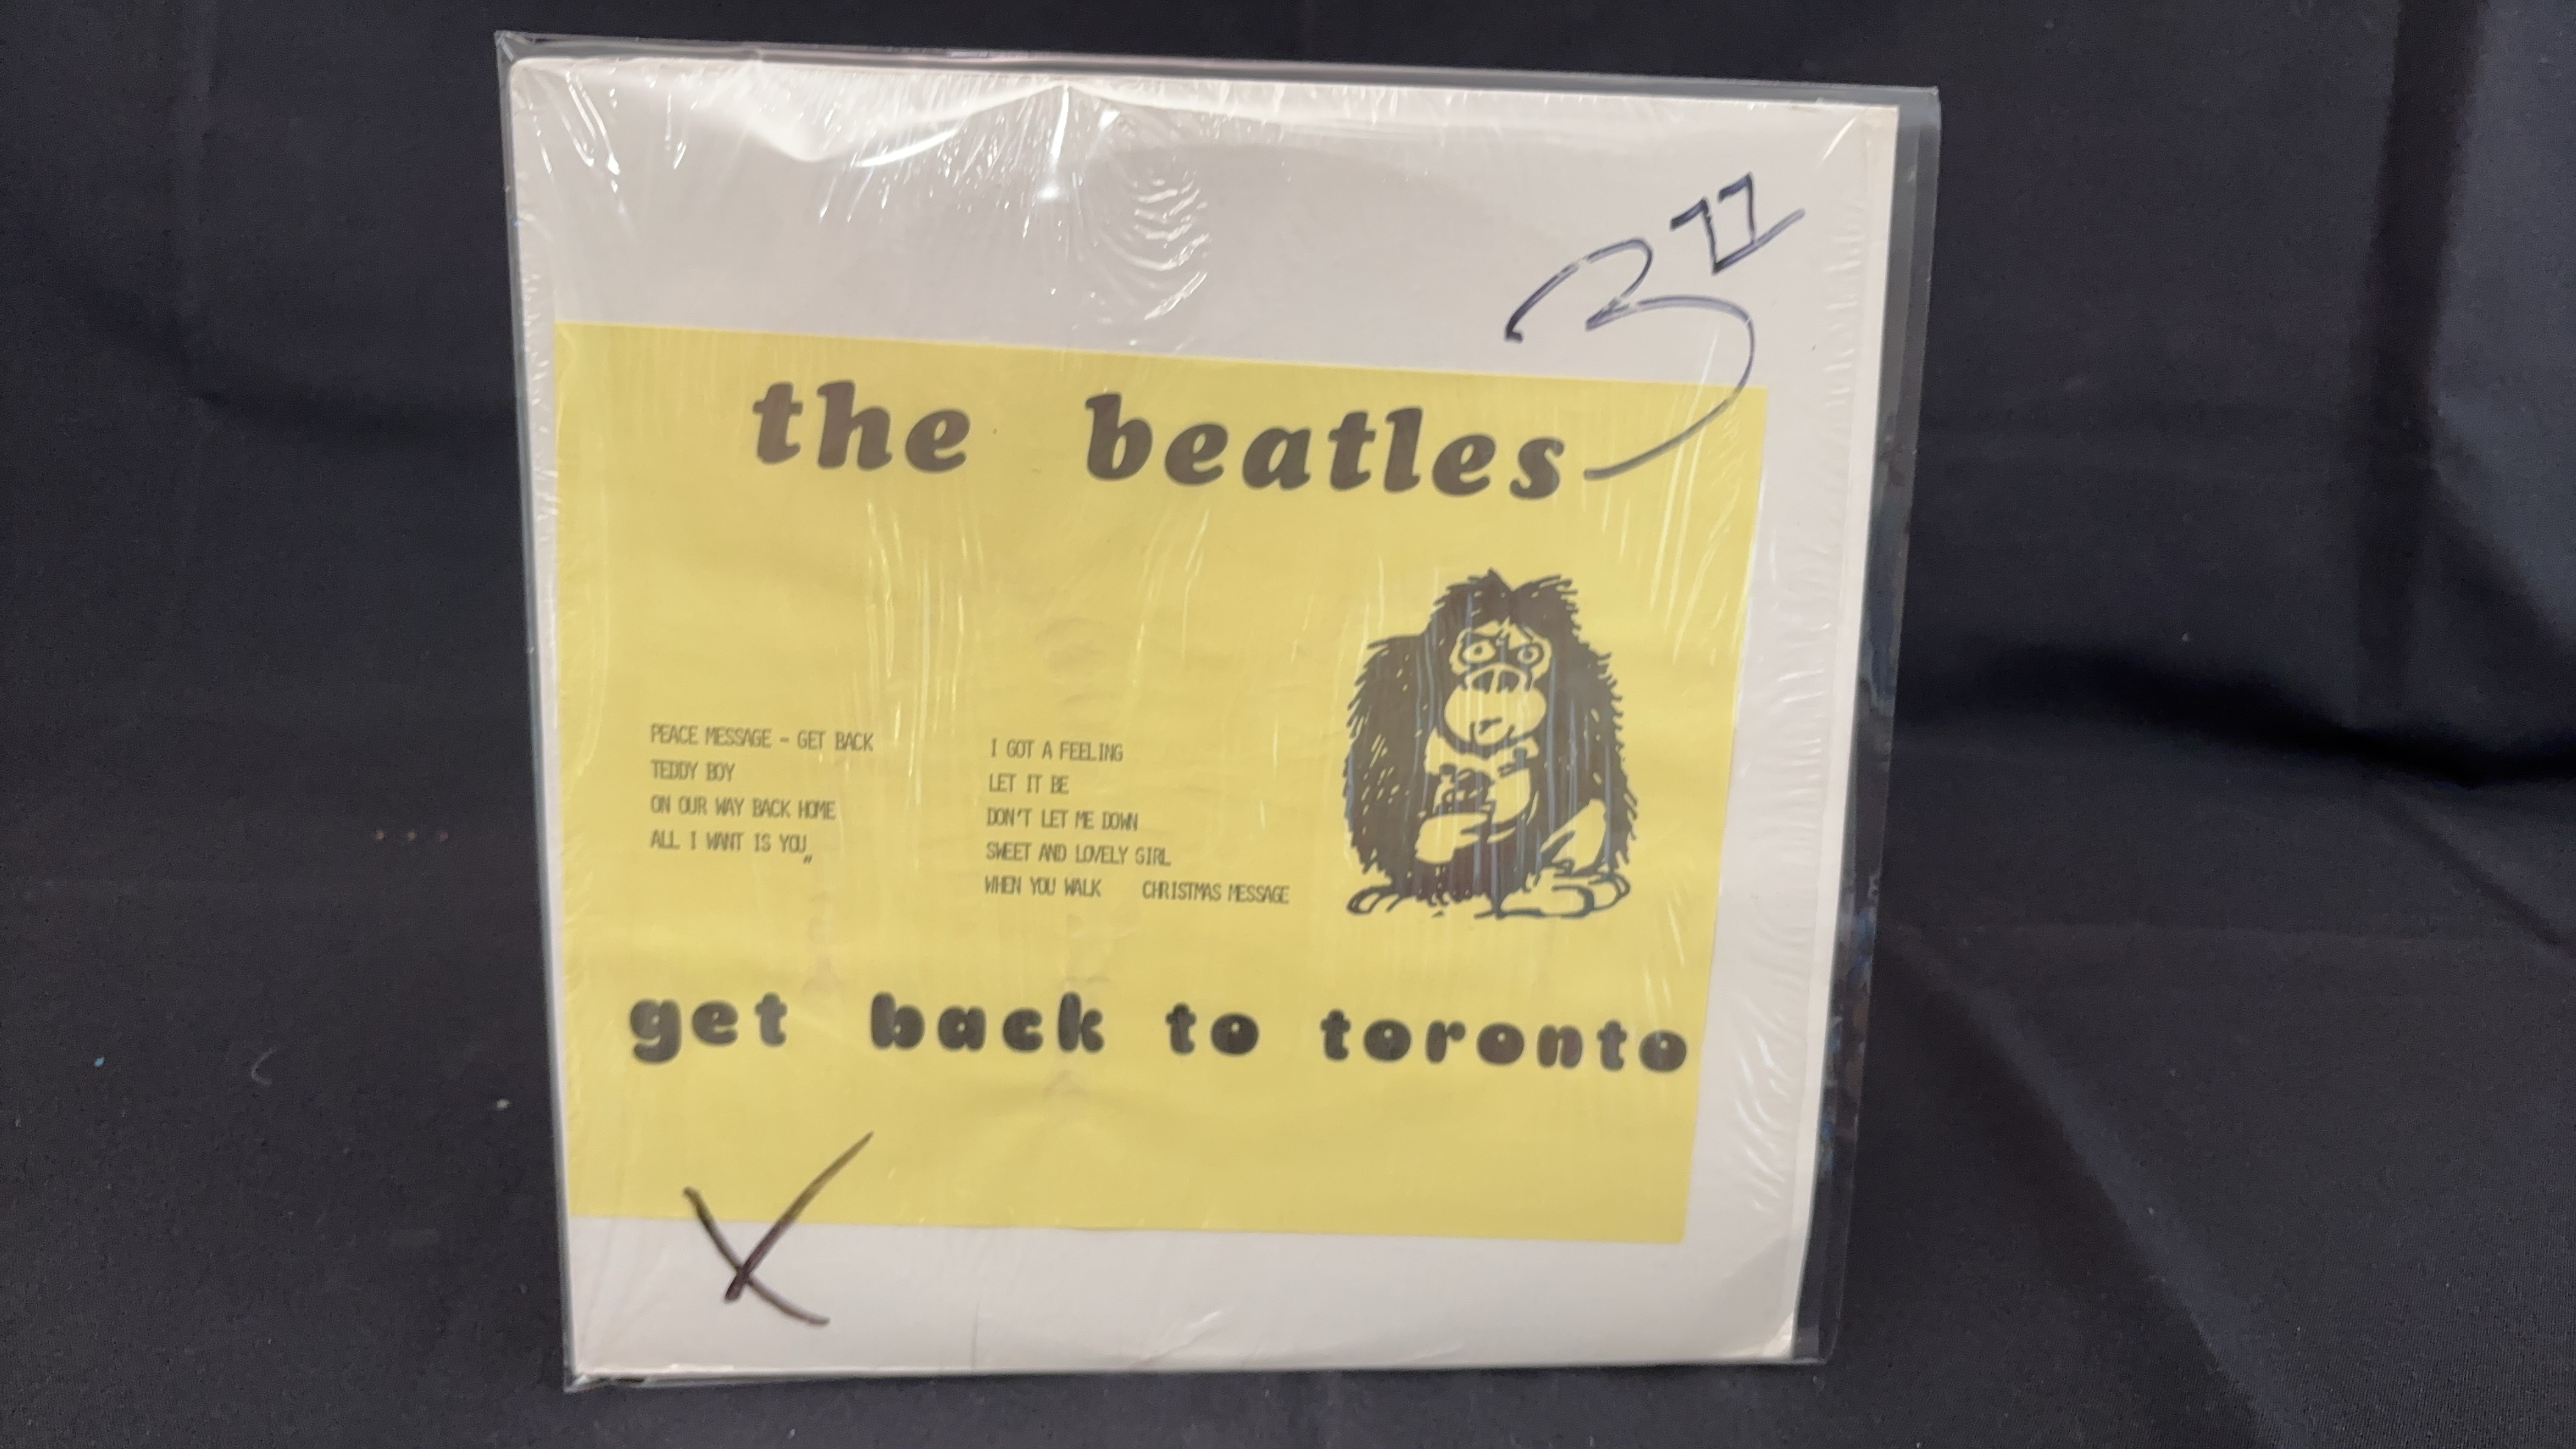 3 77
the beatles
PEACE MESSAGE - GET BACK
TEDDY BOY
ON OUR WAY BACK HOME
ALL I WANT IS YOU
I GOT A FEELING
LET IT BE
DON'T LET ME DOWN
SWEET AND LOVELY GIRL
WHEN YOU WALK CHRISTMAS MESSAGE
get back to toronto
X